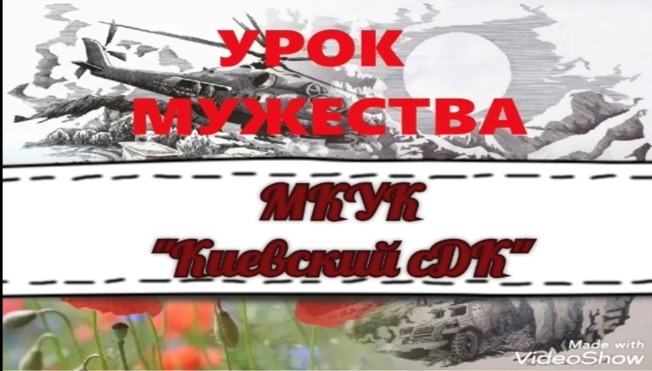 УРОК
МУЖЕСТВА
МКУК
"Киевский сДК"
Made with
VideoShow